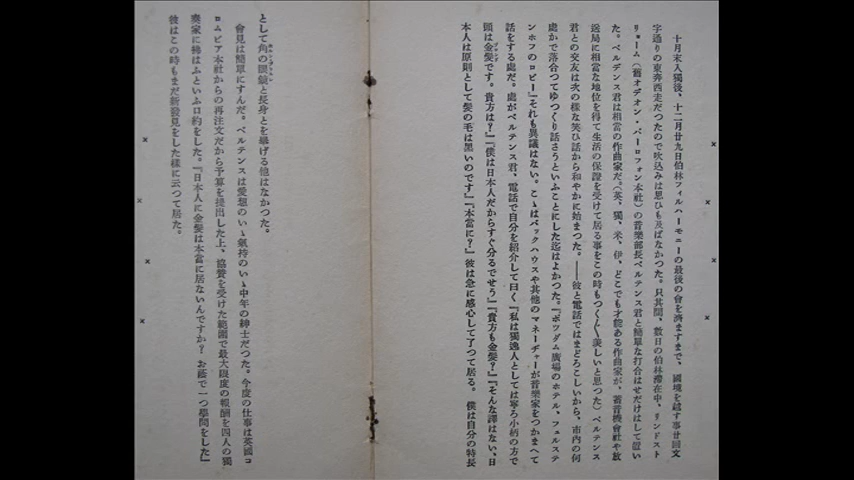 十月末入獨後、十二月廿九日伯林フィルハーモニーの最後の會を濟ますまで、國境を越す事廿回文
字通りの東奔西走だつたので吹込みは思ひも及ばなかつた。只其間、數日の伯林滯在中、リンドスト
リョーム（舊オデオン・パーロフォン本社）の音樂部長ベルテンス君と簡單な打合はせだけはして置い
た。ベルテンス君は相當の作曲家だ。（英、獨、米、伊、どこでも才能ある作曲家が、蓄音機會社や放
送局に相當な地位を得て生活の保證を受けて居る事をこの時もつくづく羨しいと思つた）ベルテンス
君との交友は次の樣な笑ひ話から和やかに始まつた。――彼と電話ではまどろこしいから、市内の何
處かで落合つてゆつくり話さうといふことにした迄はよかつた。『ポツダム廣場のホテル、フュルステ
ンホフのロビー』それも異議はない。こゝはバックハウスや其他のマネーヂャーが音樂家をつかまへて
話をする處だ。處がベルテンス君、電話で自分を紹介して曰く『私は獨逸人としては寧ろ小柄の方で
頭は金髮です。貴方は？』『僕は日本人だからすぐ分るでせう』『貴方も金髮？』『そんな譯はない、日
本人は原則として髮の毛は黑いのです』『本當に？』彼は急に感心して了つて居る。僕は自分の特長
として角の眼鏡と長身とを擧げる他はなかつた。
會見は簡單にすんだ。ベルテンスは愛想のいゝ氣持のいゝ中年の紳士だつた。今度の仕事は英國コ
ロムビア本社からの再注文だから予算を提出した上、協贊を受けた範圍で最大限度の報酬を四人の獨
奏家に拂ふといふ口約をした。『日本人に金髮は本當に居ないんですか？お蔭で一つ學問をした』
彼はこの時もまだ新發見をした樣に云つて居た。